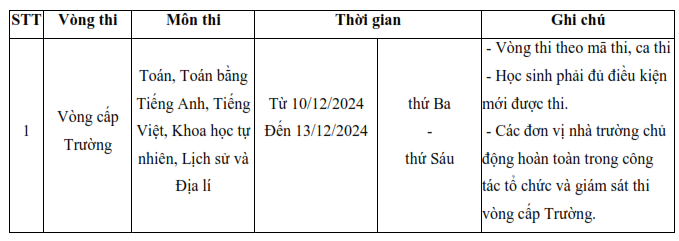 STT Vòng thi Môn thi Thời gian Ghi chú
1
Vòng cấp
Trường
Toán, Toán bằng
Tiếng Anh, Tiếng
Việt, Khoa học tự
nhiên, Lịch sử và
Địa lí
Từ 10/12/2024
Đến 13/12/2024
thứ Ba
-
thứ Sáu
- Vòng thi theo mã thi, ca thi
- Học sinh phải đủ điều kiện
mới được thi.
- Các đơn vị nhà trường chủ
động hoàn toàn trong công
tác tổ chức và giám sát thi
vòng cấp Trường.